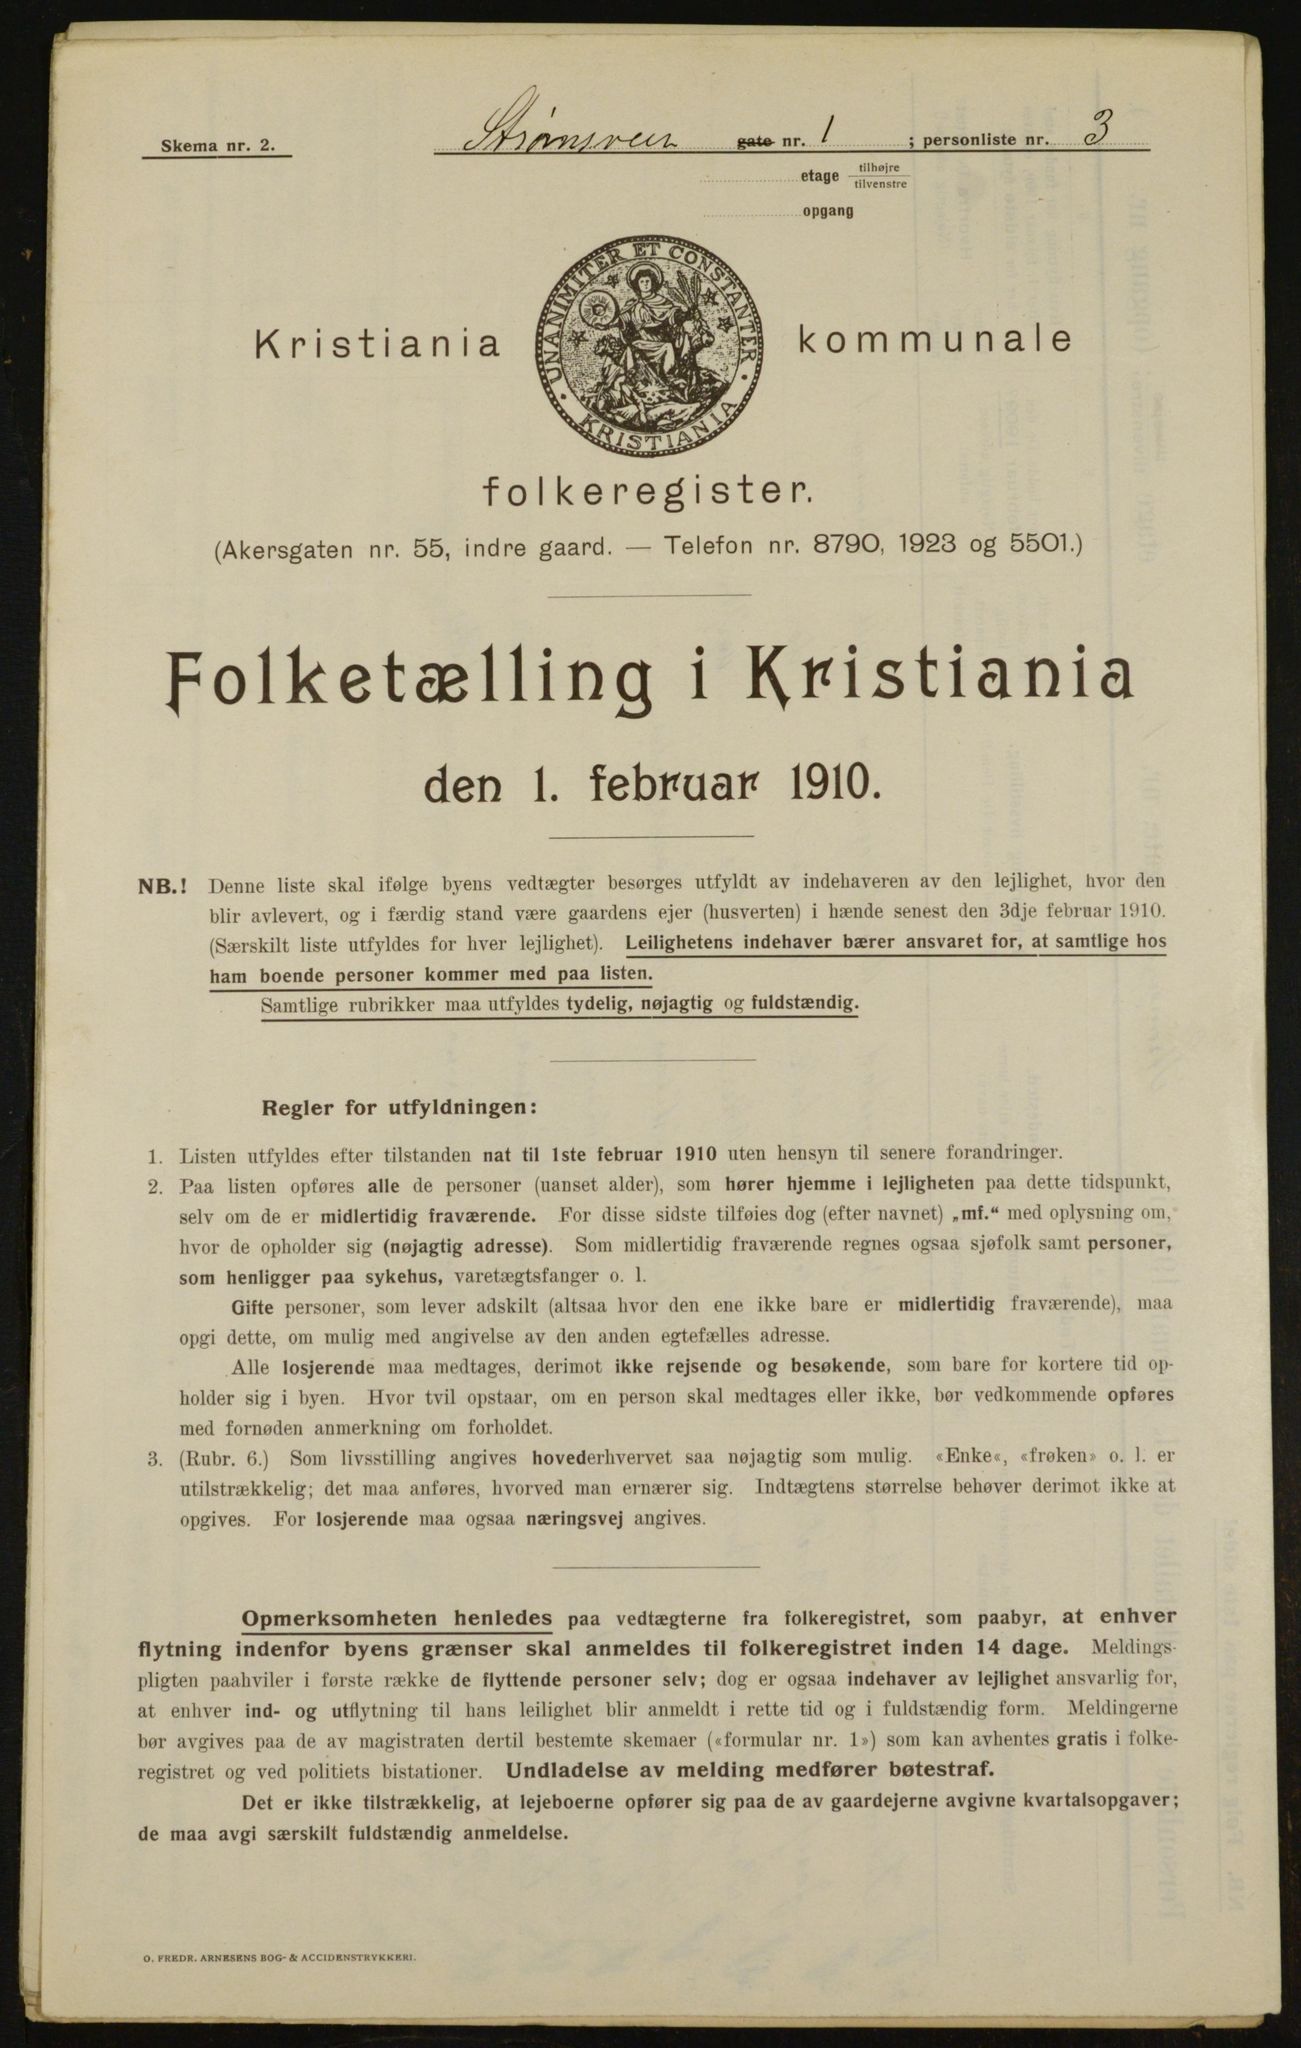 Skema nr. 2.
Strømsveien gate nr. 1 ; personliste nr. 3
etage tilhøjre
tilvenstre
opgang
UNANIMITER ET CONSTANTER · KRISTIANIA ·
Kristiania kommunale
folkeregister.
(Akersgaten nr. 55, indre gaard. — Telefon nr. 8790, 1923 og 5501.)
Folketælling i Kristiania
den 1. februar 1910.
NB.! Denne liste skal ifølge byens vedtægter besørges utfyldt av indehaveren av den lejlighet, hvor den
blir avlevert, og i færdig stand være gaardens ejer (husverten) i hænde senest den 3dje februar 1910.
(Særskilt liste utfyldes for hver lejlighet). Leilighetens indehaver bærer ansvaret for, at samtlige hos
ham boende personer kommer med paa listen.
Samtlige rubrikker maa utfyldes tydelig, nøjagtig og fuldstændig.
Regler for utfyldningen:
1. Listen utfyldes efter tilstanden nat til 1ste februar 1910 uten hensyn til senere forandringer.
2. Paa listen opføres alle de personer (uanset alder), som hører hjemme i lejligheten paa dette tidspunkt,
selv om de er midlertidig fraværende. For disse sidste tilføies dog (efter navnet) „mf.“ med oplysning om,
hvor de opholder sig (nøjagtig adresse). Som midlertidig fraværende regnes ogsaa sjøfolk samt personer,
som henligger paa sykehus, varetægtsfanger o. l.
Gifte personer, som lever adskilt (altsaa hvor den ene ikke bare er midlertidig fraværende), maa
opgi dette, om mulig med angivelse av den anden egtefælles adresse.
Alle losjerende maa medtages, derimot ikke rejsende og besøkende, som bare for kortere tid op-
holder sig i byen. Hvor tvil opstaar, om en person skal medtages eller ikke, bør vedkommende opføres
med fornøden anmerkning om forholdet.
3. (Rubr. 6.) Som livsstilling angives hovederhvervet saa nøjagtig som mulig. «Enke«, «frøken» o. l. er
utilstrækkelig; det maa anføres, hvorved man ernærer sig. Indtægtens størrelse behøver derimot ikke at
opgives. For losjerende maa ogsaa næringsvej angives.
Opmerksomheten henledes paa vedtægterne fra folkeregistret, som paabyr, at enhver
flytning indenfor byens grænser skal anmeldes til folkeregistret inden 14 dage. Meldings-
pligten paahviler i første række de flyttende personer selv; dog er ogsaa indehaver av lejlighet ansvarlig for,
at enhver ind- og utflytning til hans leilighet blir anmeldt i rette tid og i fuldstændig form. Meldingerne
bør avgives paa de av magistraten dertil bestemte skemaer («formular nr. 1») som kan avhentes gratis i folke-
registret og ved politiets bistationer. Undladelse av melding medfører bøtestraf.
Det er ikke tilstrækkelig, at lejeboerne opfører sig paa de av gaardejerne avgivne kvartalsopgaver;
de maa avgi særskilt fuldstændig anmeldelse.
O. FREDR. ARNESENS BOG- & ACCIDENSTRYKKERI.